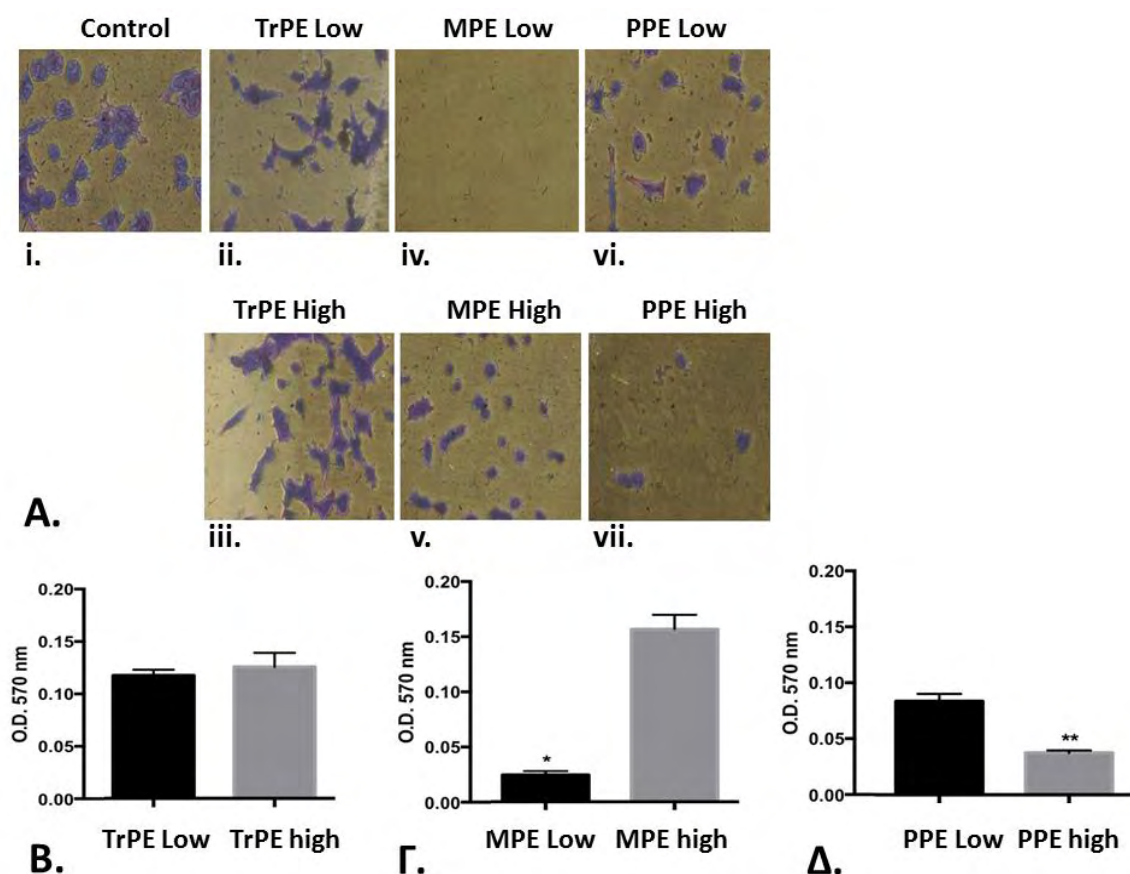 Control TrPE Low MPE Low PPE Low
i. ii. iv. vi.
TrPE High MPE High PPE High
Α.
iii. v. vii.
0.20
0.15
0.10
0.05
0.00
O.D. 570 nm
TrPE Low TrPE high
Β.
0.20
0.15
0.10
0.05
0.00
O.D. 570 nm
*
MPE Low MPE high
Γ.
0.20
0.15
0.10
0.05
0.00
O.D. 570 nm
**
PPE Low PPE high
Δ.